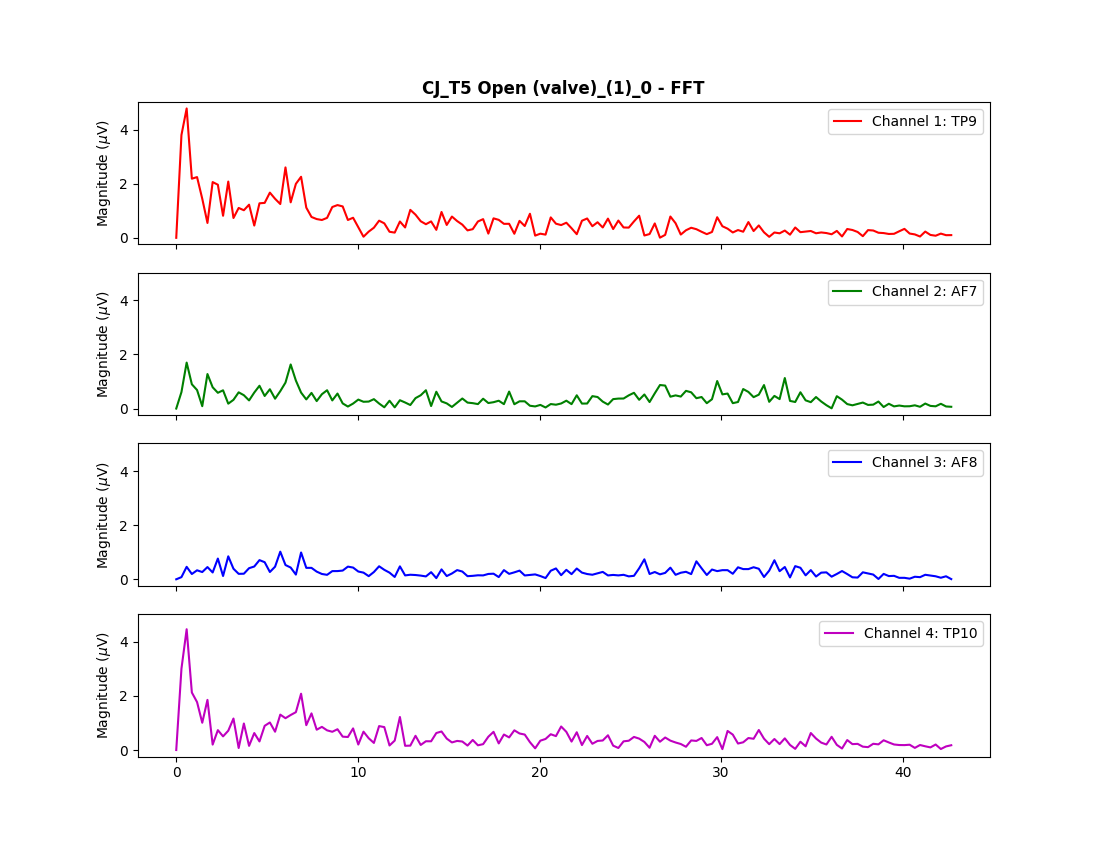 CJ_T5 Open (valve)_(1)_0 - FFT
Magnitude (μV)
4
2
0
Channel 1: TP9
Magnitude (μV)
4
2
0
Channel 2: AF7
Magnitude (μV)
4
2
0
Channel 3: AF8
Magnitude (μV)
4
2
0
Channel 4: TP10
0 10 20 30 40